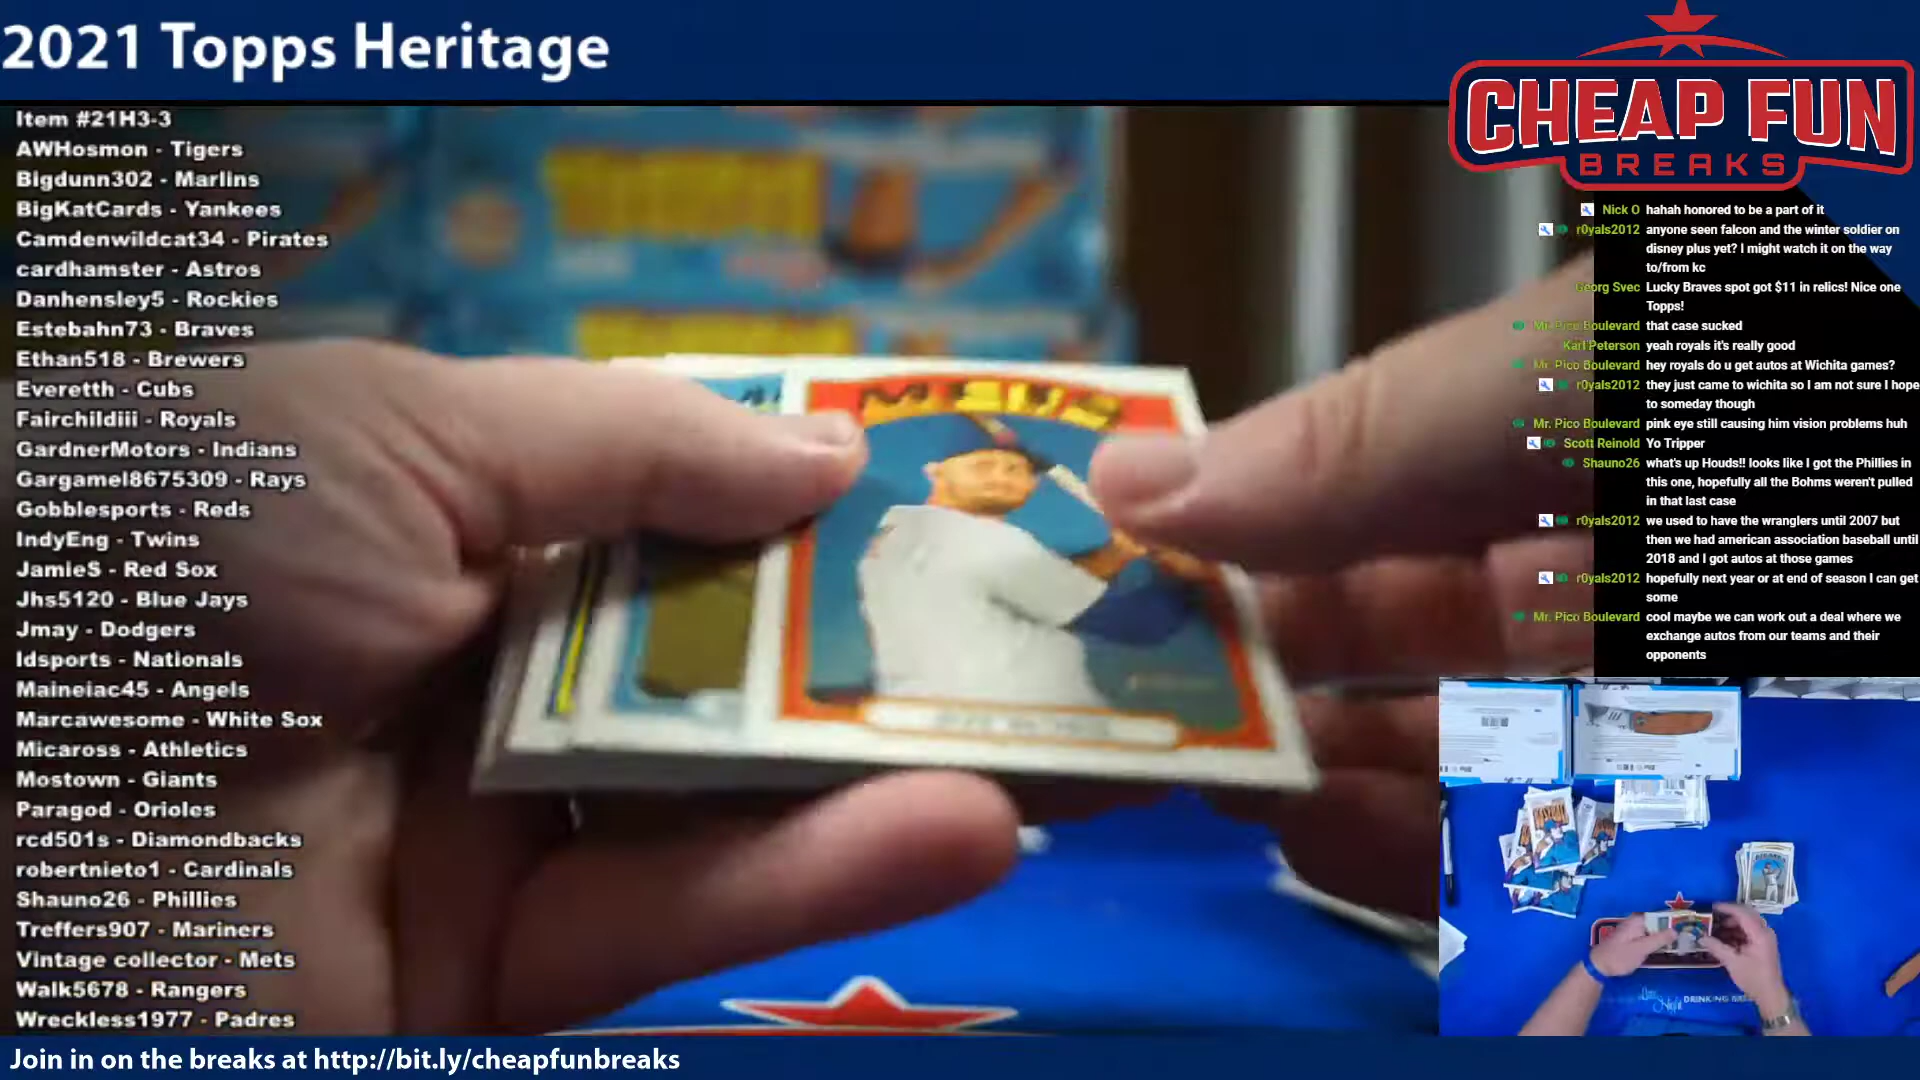 2021 Topps Heritage
CHEAP FUN
BREAKS
Item #21H3-3
AWHosmon - Tigers
Bigdunn302 - Marlins
BigKatCards - Yankees
Camdenwildcat34 - Pirates
cardhamster - Astros
Danhensley5 - Rockies
Estebahn73 - Braves
Ethan518 - Brewers
Everetth - Cubs
Fairchildiii - Royals
GardnerMotors - Indians
Gargamel8675309 - Rays
Gobblesports - Reds
IndyEng - Twins
JamieS - Red Sox
Jhs5120 - Blue Jays
Jmay - Dodgers
ldsports - Nationals
Maineiac45 - Angels
Marcawesome - White Sox
Micaross - Athletics
Mostown - Giants
Paragod - Orioles
rcd501s - Diamondbacks
robertnieto1 - Cardinals
Shauno26 - Phillies
Treffers907 - Mariners
Vintage collector - Mets
Walk5678 - Rangers
Wreckless1977 - Padres
METS
Nick O hahah honored to be a part of it
r0yals2012 anyone seen falcon and the winter soldier on
disney plus yet? I might watch it on the way
to/from kc
Georg Svec Lucky Braves spot got $11 in relics! Nice one
Topps!
Mr. Pico Boulevard that case sucked
Karl Peterson yeah royals it's really good
Mr. Pico Boulevard hey royals do u get autos at Wichita games?
r0yals2012 they just came to wichita so I am not sure I hope
to someday though
Mr. Pico Boulevard pink eye still causing him vision problems huh
Scott Reinold Yo Tripper
Shauno26 what's up Houds!! looks like I got the Phillies in
this one, hopefully all the Bohms weren't pulled
in that last case
r0yals2012 we used to have the wranglers until 2007 but
then we had american association baseball until
2018 and I got autos at those games
r0yals2012 hopefully next year or at end of season I can get
some
Mr. Pico Boulevard cool maybe we can work out a deal where we
exchange autos from our teams and their
opponents
Join in on the breaks at http://bit.ly/cheapfunbreaks